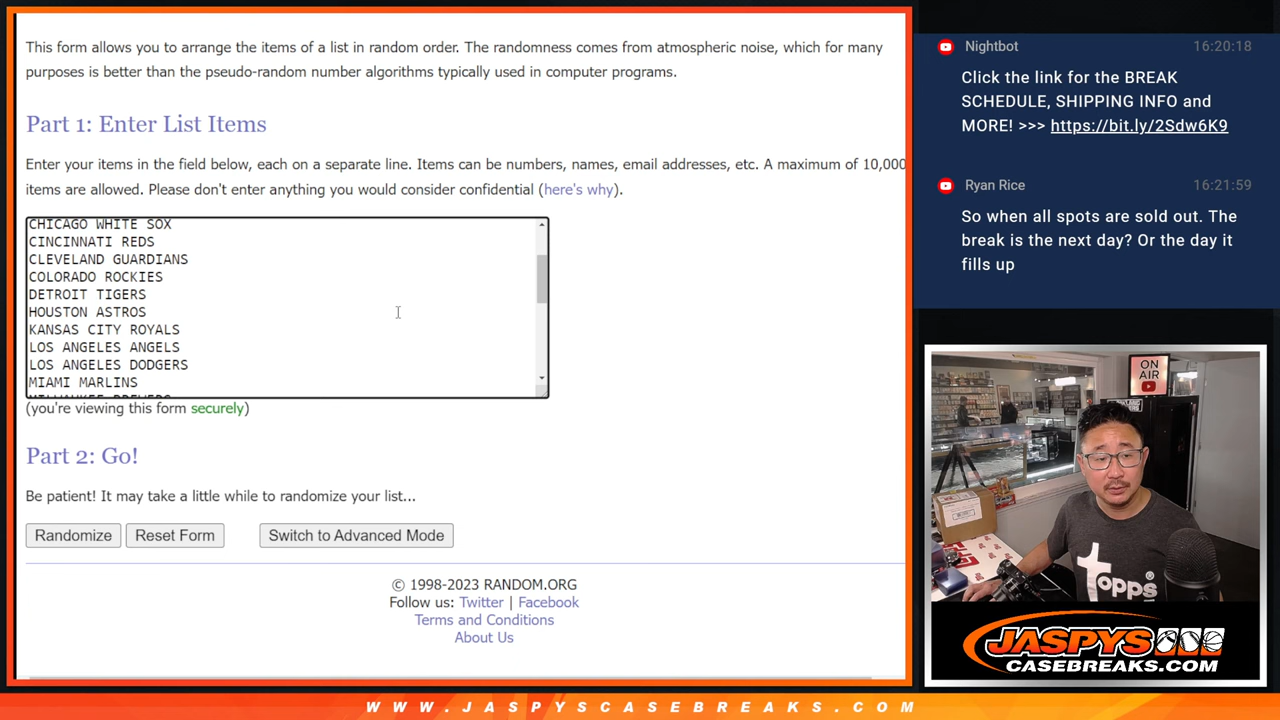 This form allows you to arrange the items of a list in random order. The randomness comes from atmospheric noise, which for many
purposes is better than the pseudo-random number algorithms typically used in computer programs.
Part 1: Enter List Items
Enter your items in the field below, each on a separate line. Items can be numbers, names, email addresses, etc. A maximum of 10,000
items are allowed. Please don't enter anything you would consider confidential (here's why).
CHICAGO WHITE SOX
CINCINNATI REDS
CLEVELAND GUARDIANS
COLORADO ROCKIES
DETROIT TIGERS
HOUSTON ASTROS
KANSAS CITY ROYALS
LOS ANGELES ANGELS
LOS ANGELES DODGERS
MIAMI MARLINS
(you're viewing this form securely)
Part 2: Go!
Be patient! It may take a little while to randomize your list...
Randomize
Reset Form
Switch to Advanced Mode
© 1998-2023 RANDOM.ORG
Follow us: Twitter | Facebook
Terms and Conditions
About Us
Nightbot 16:20:18
Click the link for the BREAK
SCHEDULE, SHIPPING INFO and
MORE! >>> https://bit.ly/2Sdw6K9
Ryan Rice 16:21:59
So when all spots are sold out. The
break is the next day? Or the day it
fills up
ON
AIR
topps
JASPYS
CASEBREAKS.COM
WWW.JASPYSCASEBREAKS.COM